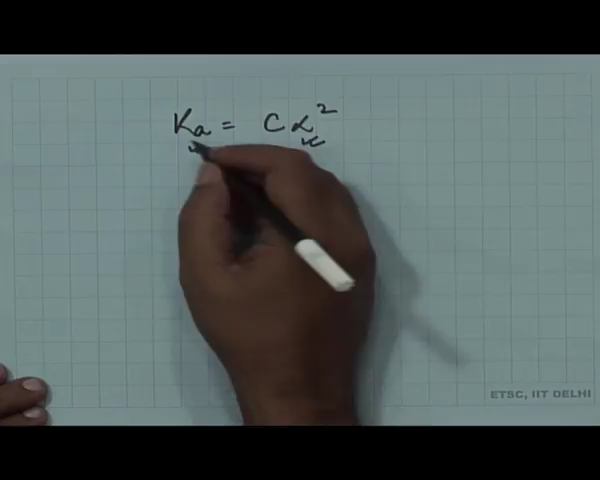 Ka = Cα²
ETSC, IIT DELHI